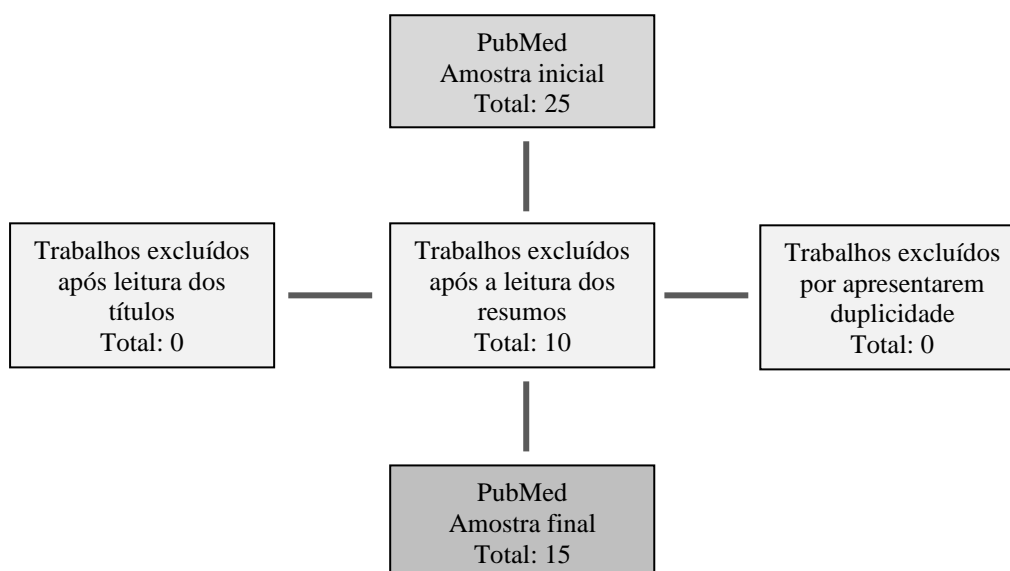 PubMed
Amostra inicial
Total: 25
Trabalhos excluídos
após leitura dos
títulos
Total: 0
Trabalhos excluídos
após a leitura dos
resumos
Total: 10
Trabalhos excluídos
por apresentarem
duplicidade
Total: 0
PubMed
Amostra final
Total: 15